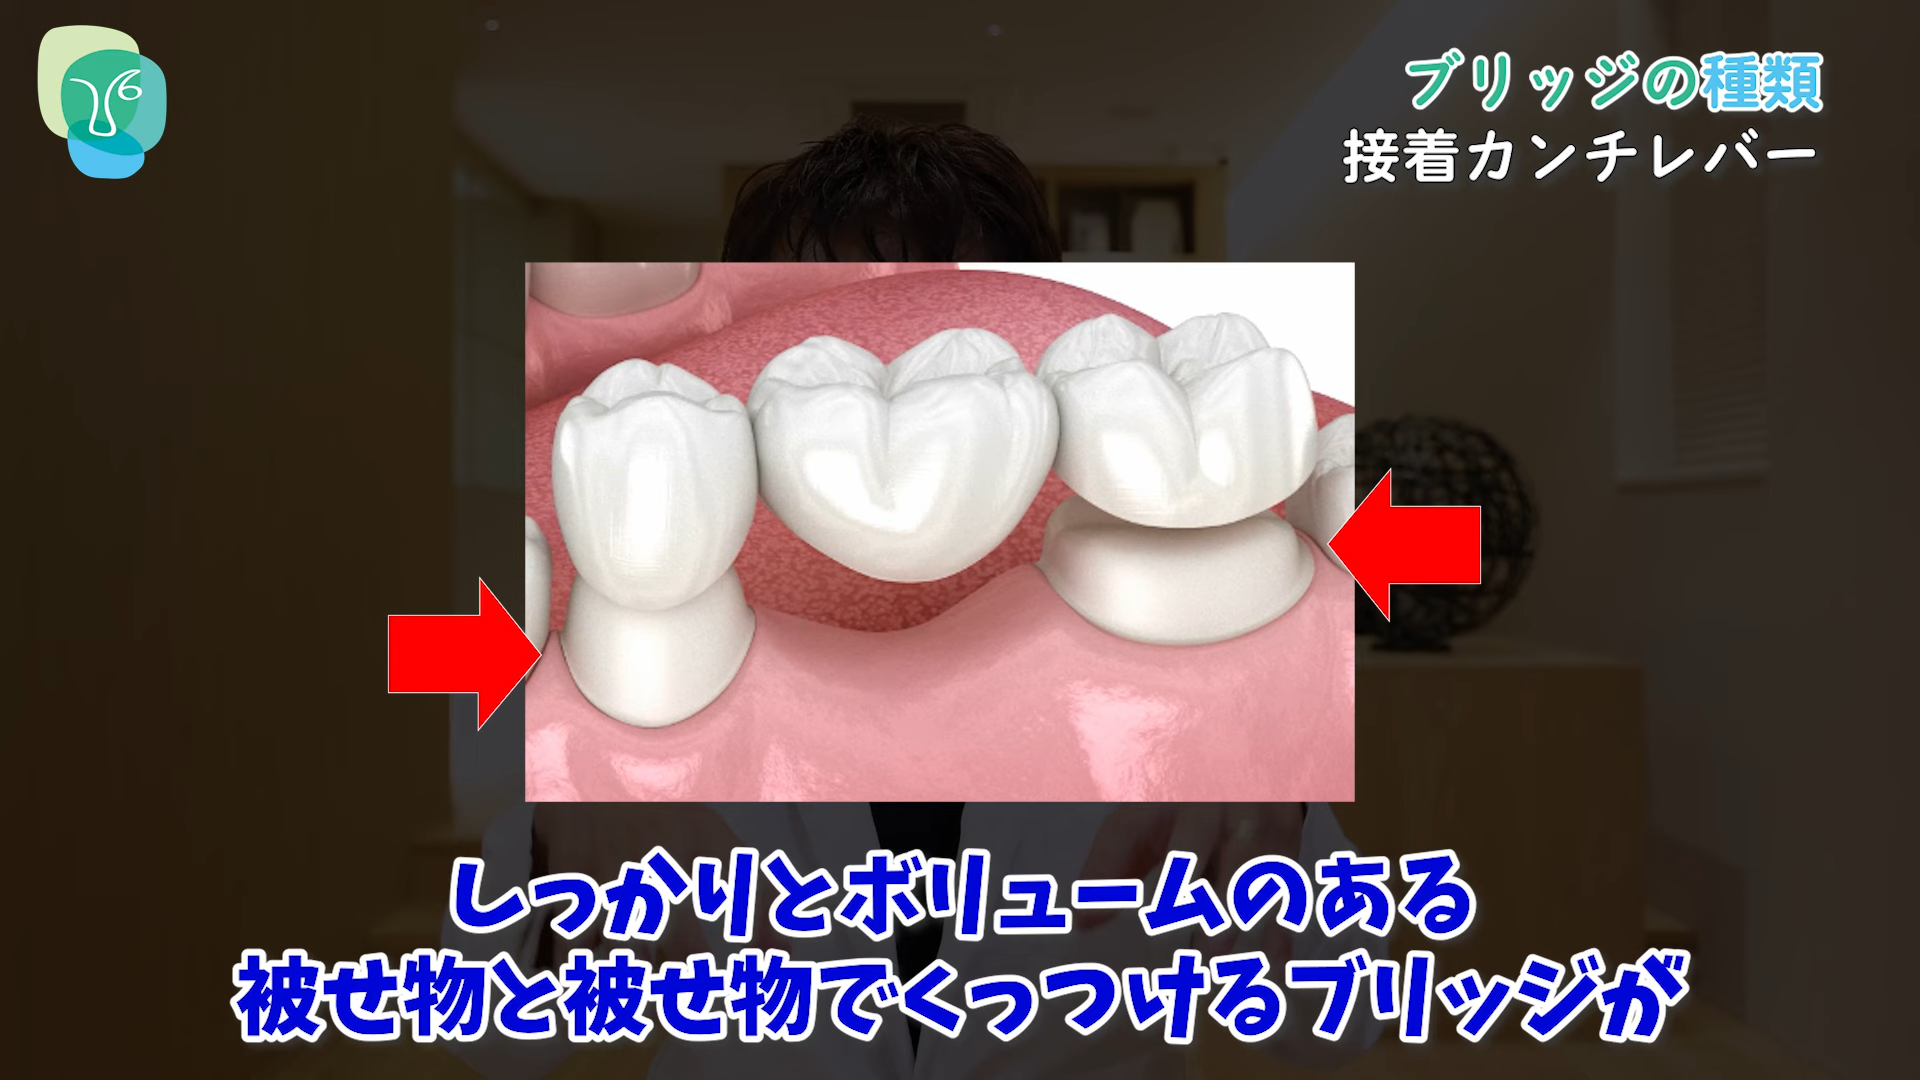 ブリッジの種類
接着カンチレバー
しっかりとボリュームのある
被せ物と被せ物でくっつけるブリッジが